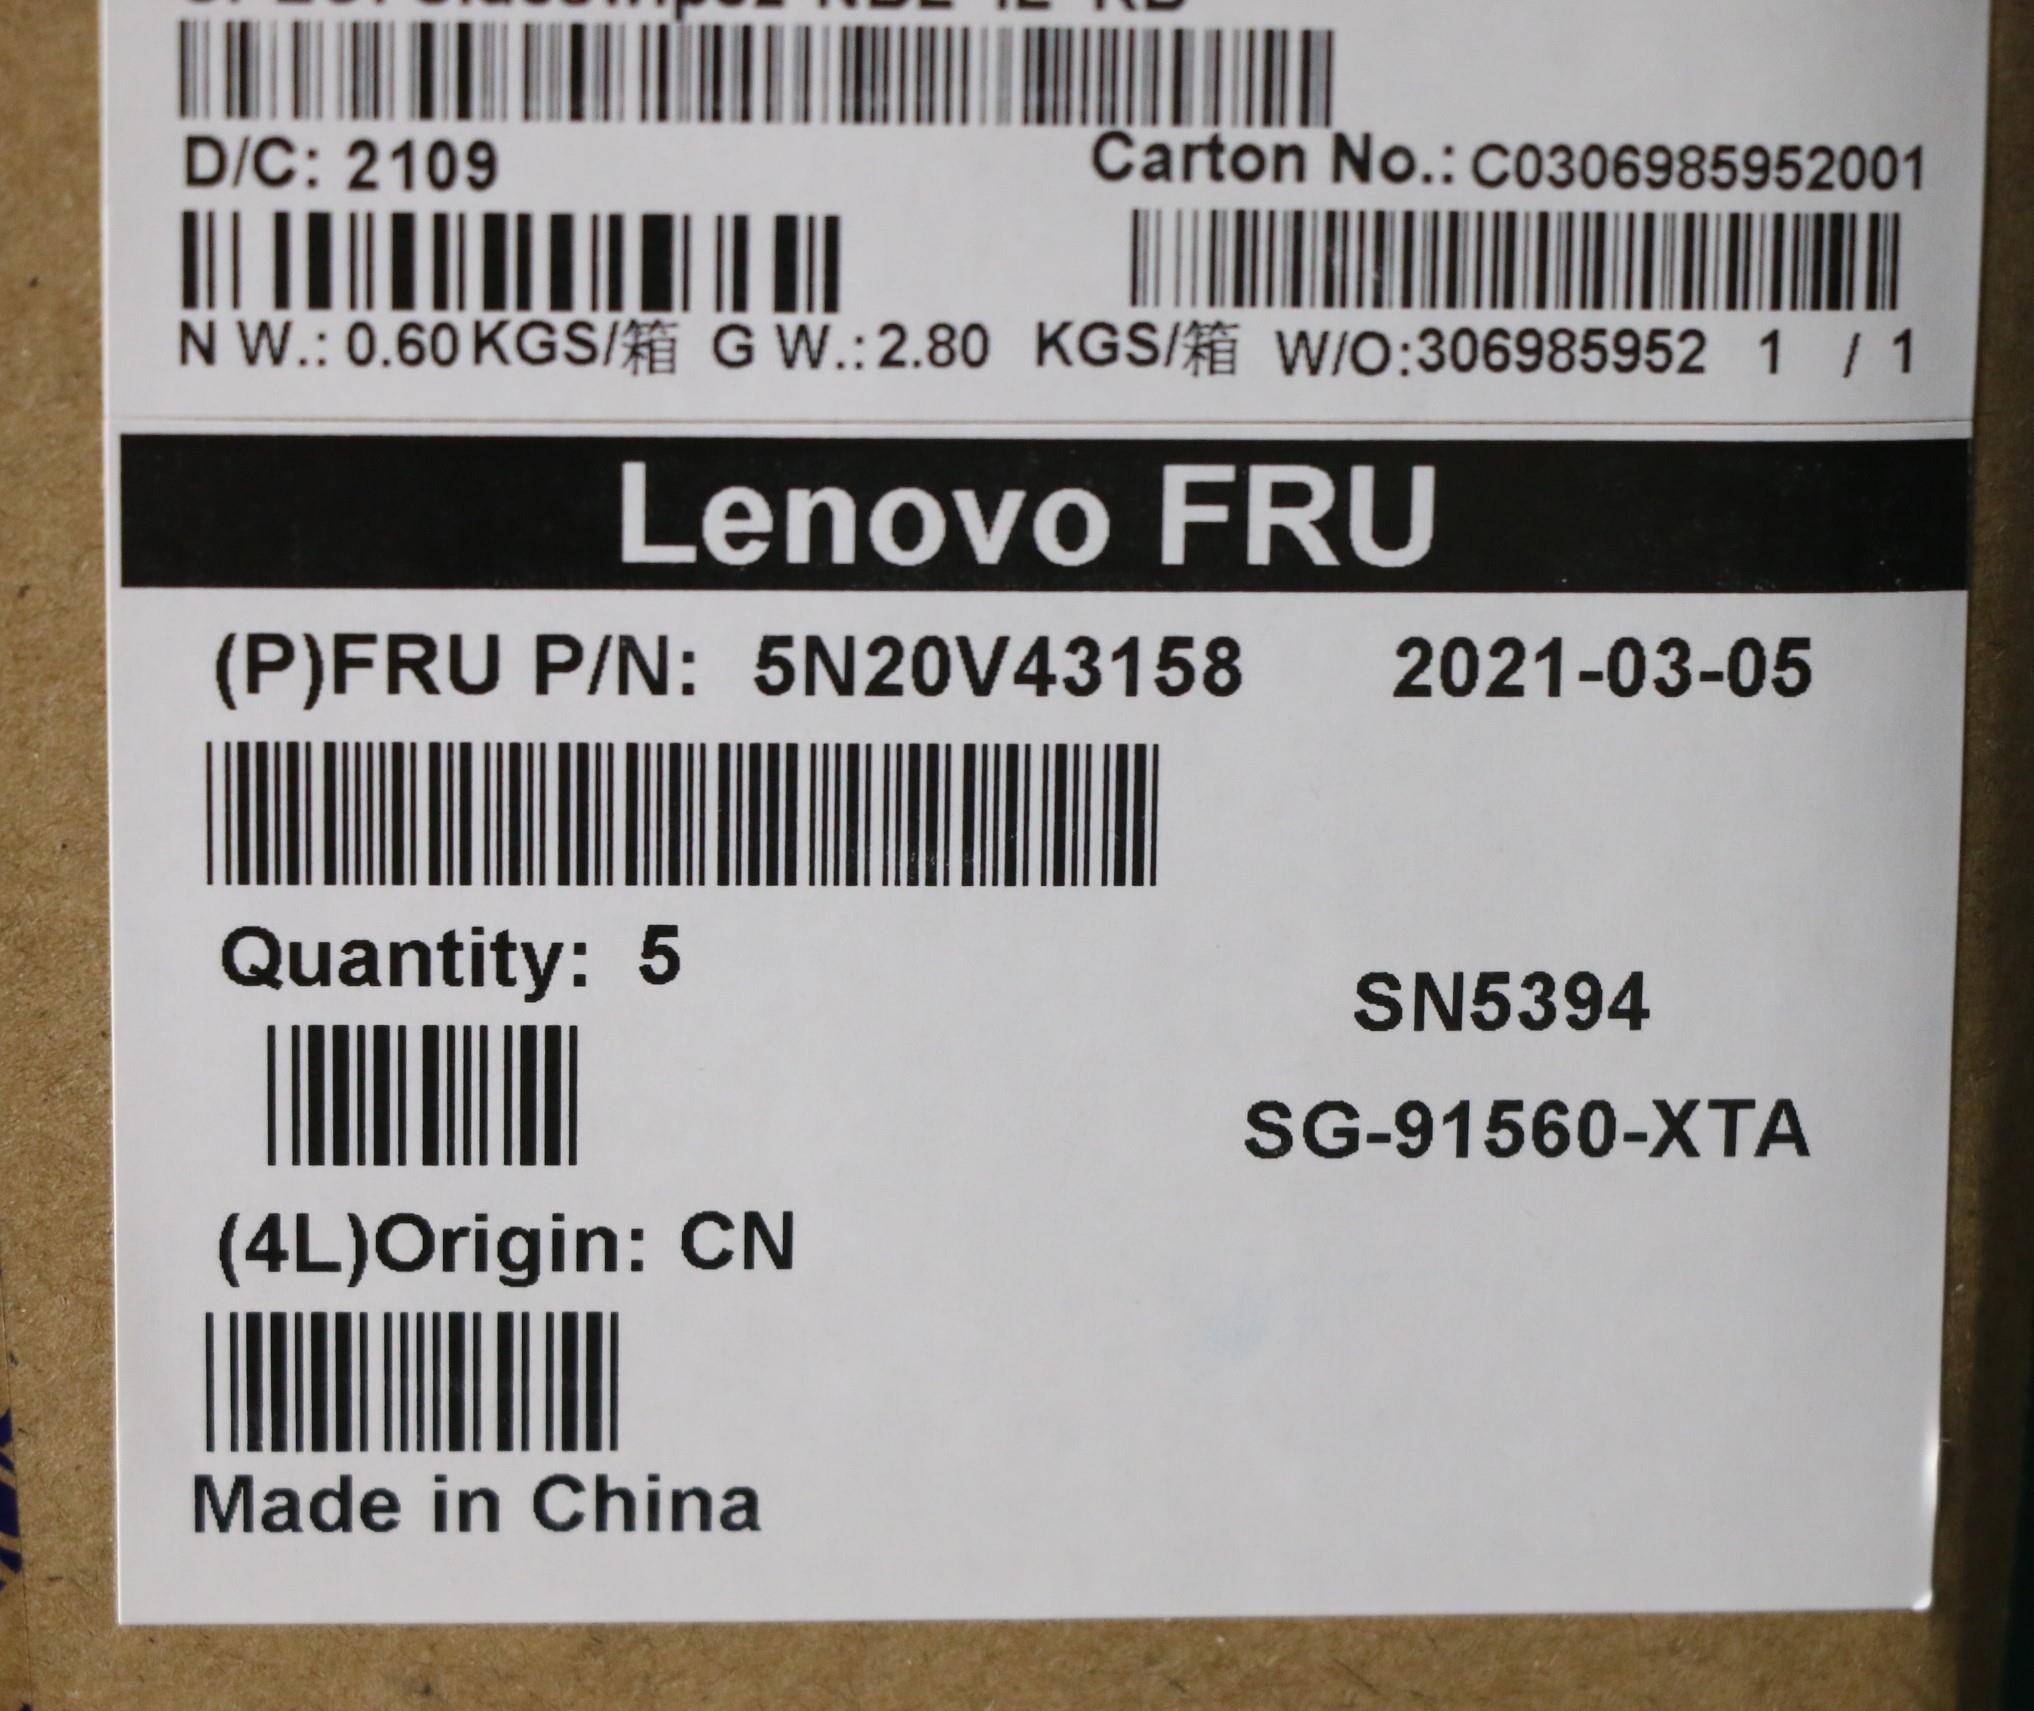 D/C: 2109
Carton No.: C0306985952001
N W.: 0.60 KGS/箱 G W.: 2.80 KGS/箱 W/O:306985952 1 / 1
Lenovo FRU
(P)FRU P/N: 5N20V43158 2021-03-05
Quantity: 5
SN5394
SG-91560-XTA
(4L)Origin: CN
Made in China